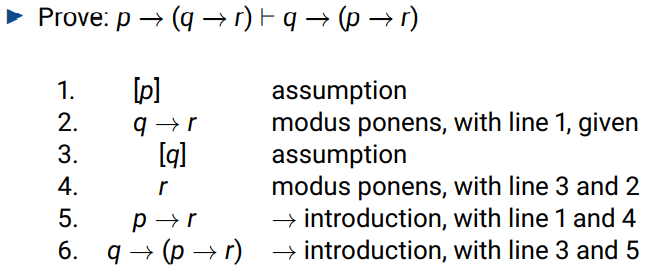 ► Prove: p → (q → r) ⊢ q → (p → r)
1. [p] assumption
2. q → r modus ponens, with line 1, given
3. [q] assumption
4. r modus ponens, with line 3 and 2
5. p → r → introduction, with line 1 and 4
6. q → (p → r) → introduction, with line 3 and 5